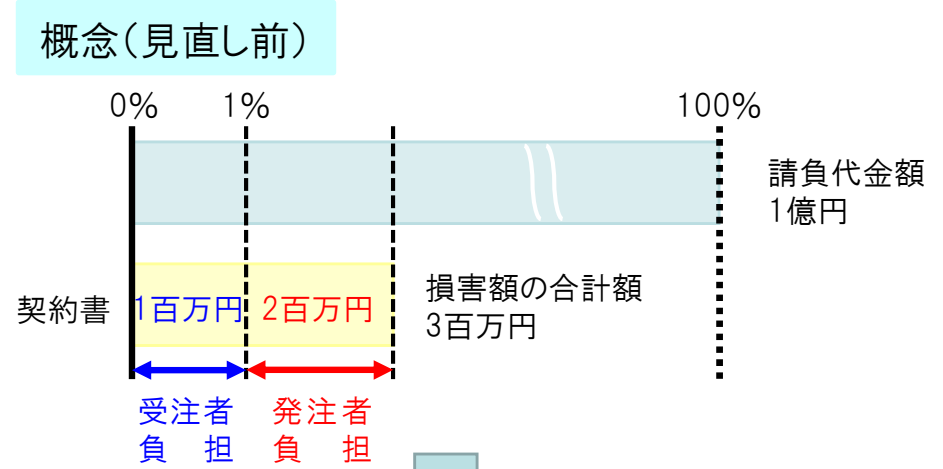 概念(見直し前)
0% 1% 100%
請負代金額
1億円
契約書 1百万円 2百万円
損害額の合計額
3百万円
受注者
負 担
発注者
負 担